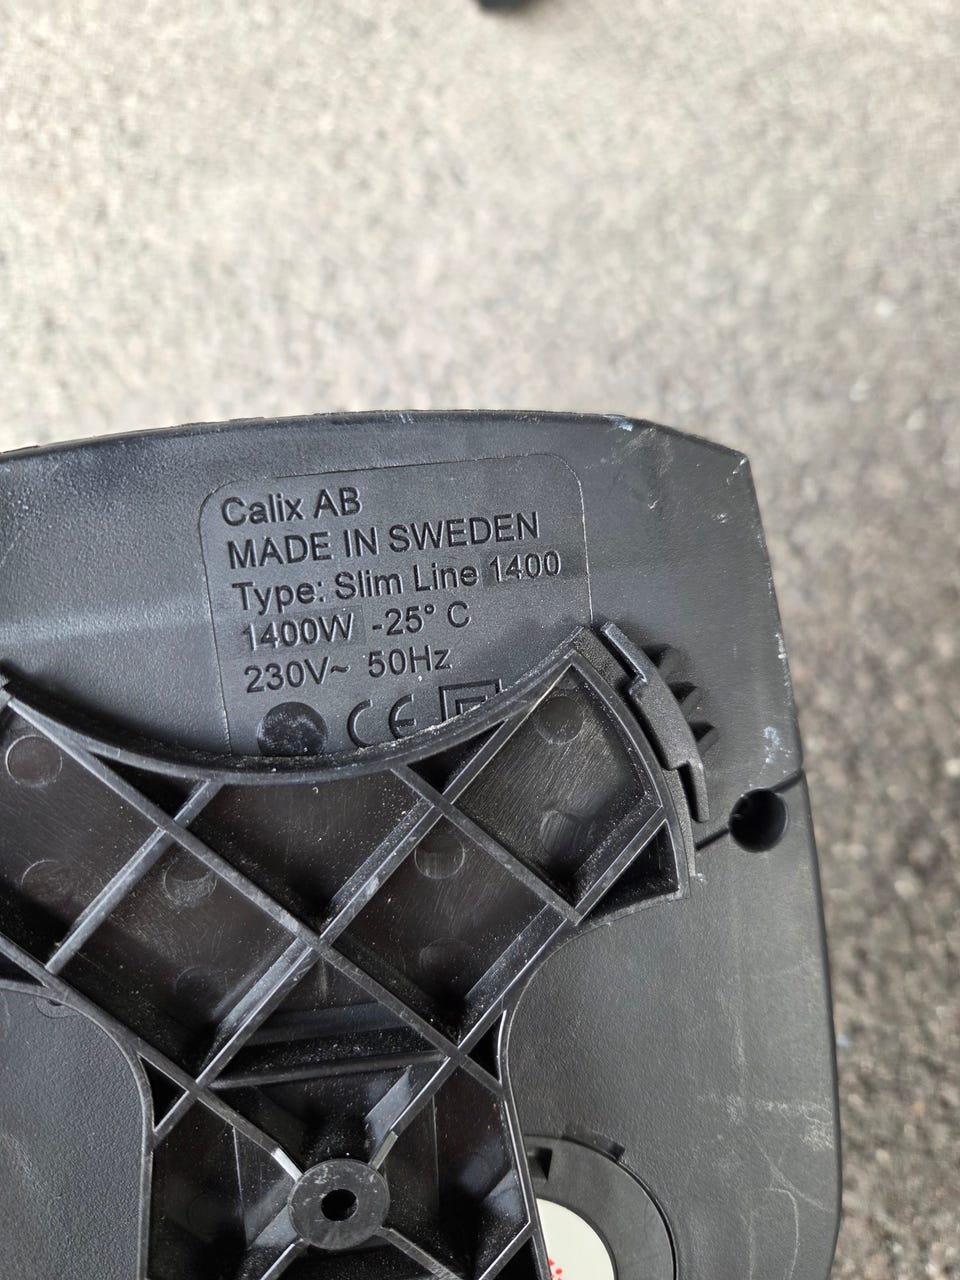 Calix AB
MADE IN SWEDEN
Type: Slim Line 1400
1400W -25° C
230V~ 50Hz
CE